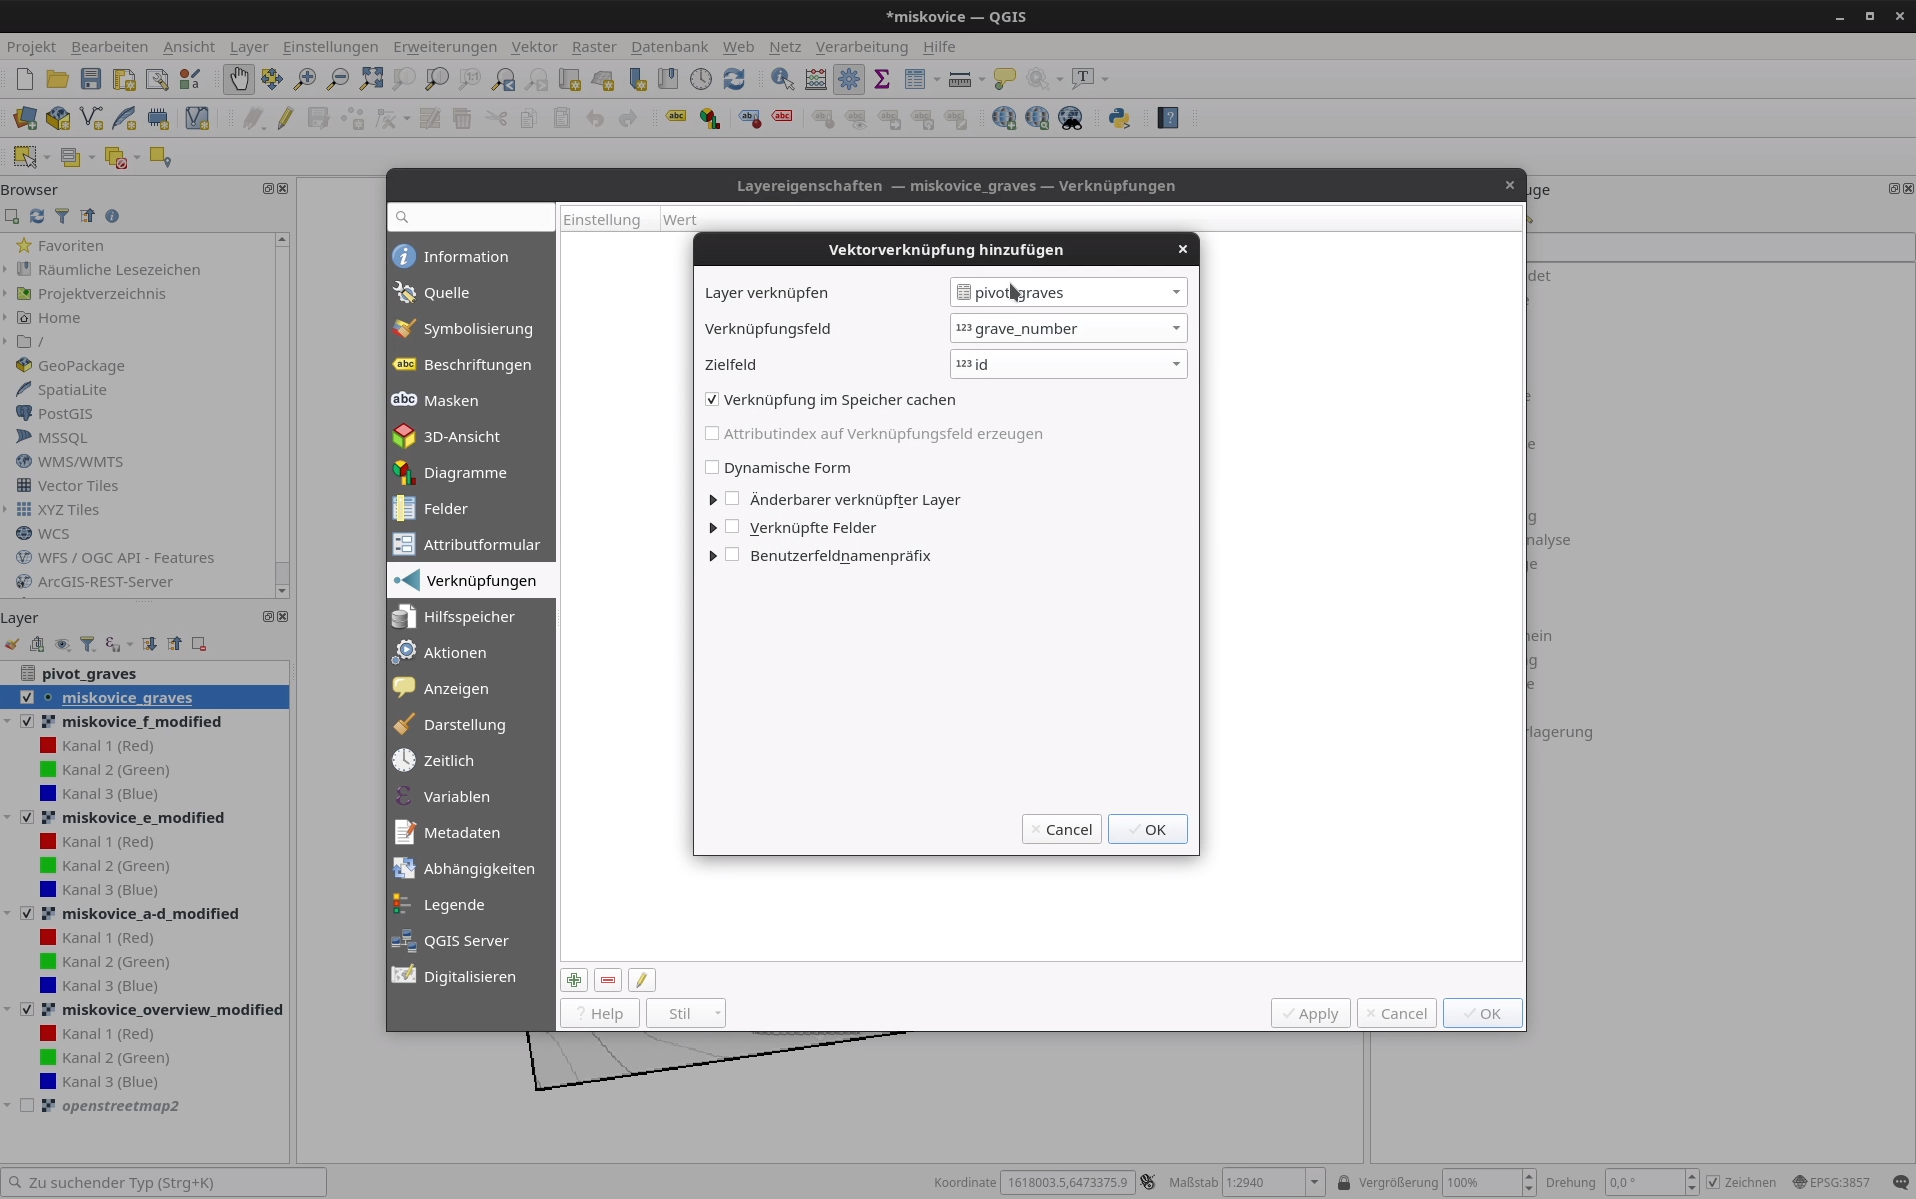 *miskovice — QGIS
Projekt Bearbeiten Ansicht Layer Einstellungen Erweiterungen Vektor Raster Datenbank Web Netz Verarbeitung Hilfe
Browser
Favoriten
Räumliche Lesezeichen
Projektverzeichnis
Home
/
GeoPackage
SpatiaLite
PostGIS
MSSQL
WMS/WMTS
Vector Tiles
XYZ Tiles
WCS
WFS / OGC API - Features
ArcGIS-REST-Server
Layer
pivot_graves
miskovice_graves
miskovice_f_modified
Kanal 1 (Red)
Kanal 2 (Green)
Kanal 3 (Blue)
miskovice_e_modified
Kanal 1 (Red)
Kanal 2 (Green)
Kanal 3 (Blue)
miskovice_a-d_modified
Kanal 1 (Red)
Kanal 2 (Green)
Kanal 3 (Blue)
miskovice_overview_modified
Kanal 1 (Red)
Kanal 2 (Green)
Kanal 3 (Blue)
openstreetmap2
Layereigenschaften — miskovice_graves — Verknüpfungen
Information
Quelle
Symbolisierung
abc Beschriftungen
abc Masken
3D-Ansicht
Diagramme
Felder
Attributformular
Verknüpfungen
Hilfsspeicher
Aktionen
Anzeigen
Darstellung
Zeitlich
Variablen
Metadaten
Abhängigkeiten
Legende
QGIS Server
Digitalisieren
Einstellung Wert
Vektorverknüpfung hinzufügen
Layer verknüpfen pivot_graves
Verknüpfungsfeld 123 grave_number
Zielfeld 123 id
Verknüpfung im Speicher cachen
Attributindex auf Verknüpfungsfeld erzeugen
Dynamische Form
Änderbarer verknüpfter Layer
Verknüpfte Felder
Benutzerfeldnamenpräfix
Cancel OK
? Help Stil Apply Cancel OK
uge
det
e
e
e
g
nalyse
ge
nein
g
e
rlagerung
Zu suchender Typ (Strg+K) Koordinate 1618003.5,6473375.9 Maßstab 1:2940 Vergrößerung 100% Drehung 0,0 ° Zeichnen EPSG:3857